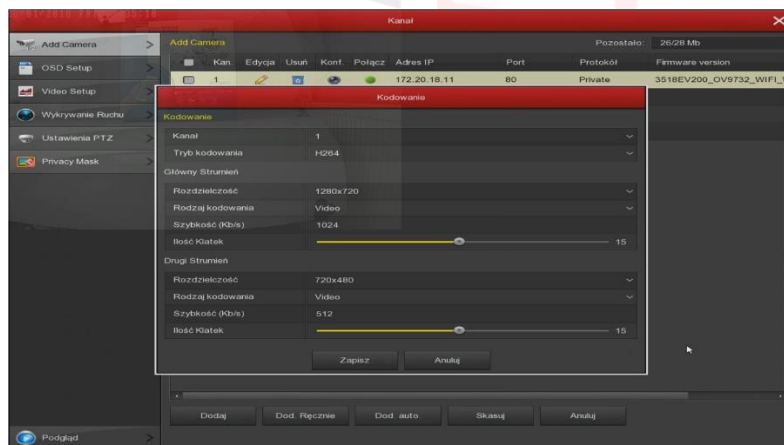 Kanał
Add Camera
OSD Setup
Video Setup
Wykrywanie Ruchu
Ustawienia PTZ
Privacy Mask
Podgląd
Add Camera
Pozostało: 26/28 Mb
Kan. Edycja Usuń Konf. Połącz Adres IP Port Protokół Firmware version
1... 172.20.18.11 80 Private 3518EV200_OV9732_WIFI_
Kodowanie
Kodowanie
Kanał 1
Tryb kodowania H264
Główny Strumień
Rozdzielczość 1280x720
Rodzaj kodowania Video
Szybkość (Kb/s) 1024
Ilość Klatek 15
Drugi Strumień
Rozdzielczość 720x480
Rodzaj kodowania Video
Szybkość (Kb/s) 512
Ilość Klatek 15
Zapisz Anuluj
Dodaj Dod. Ręcznie Dod. auto. Skasuj Anuluj